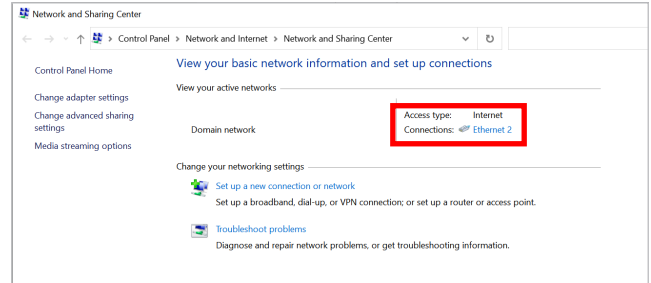 Network and Sharing Center
Control Panel > Network and Internet > Network and Sharing Center
Control Panel Home
Change adapter settings
Change advanced sharing
settings
Media streaming options
View your basic network information and set up connections
View your active networks
Domain network
Access type: Internet
Connections: Ethernet 2
Change your networking settings
Set up a new connection or network
Set up a broadband, dial-up, or VPN connection; or set up a router or access point.
Troubleshoot problems
Diagnose and repair network problems, or get troubleshooting information.